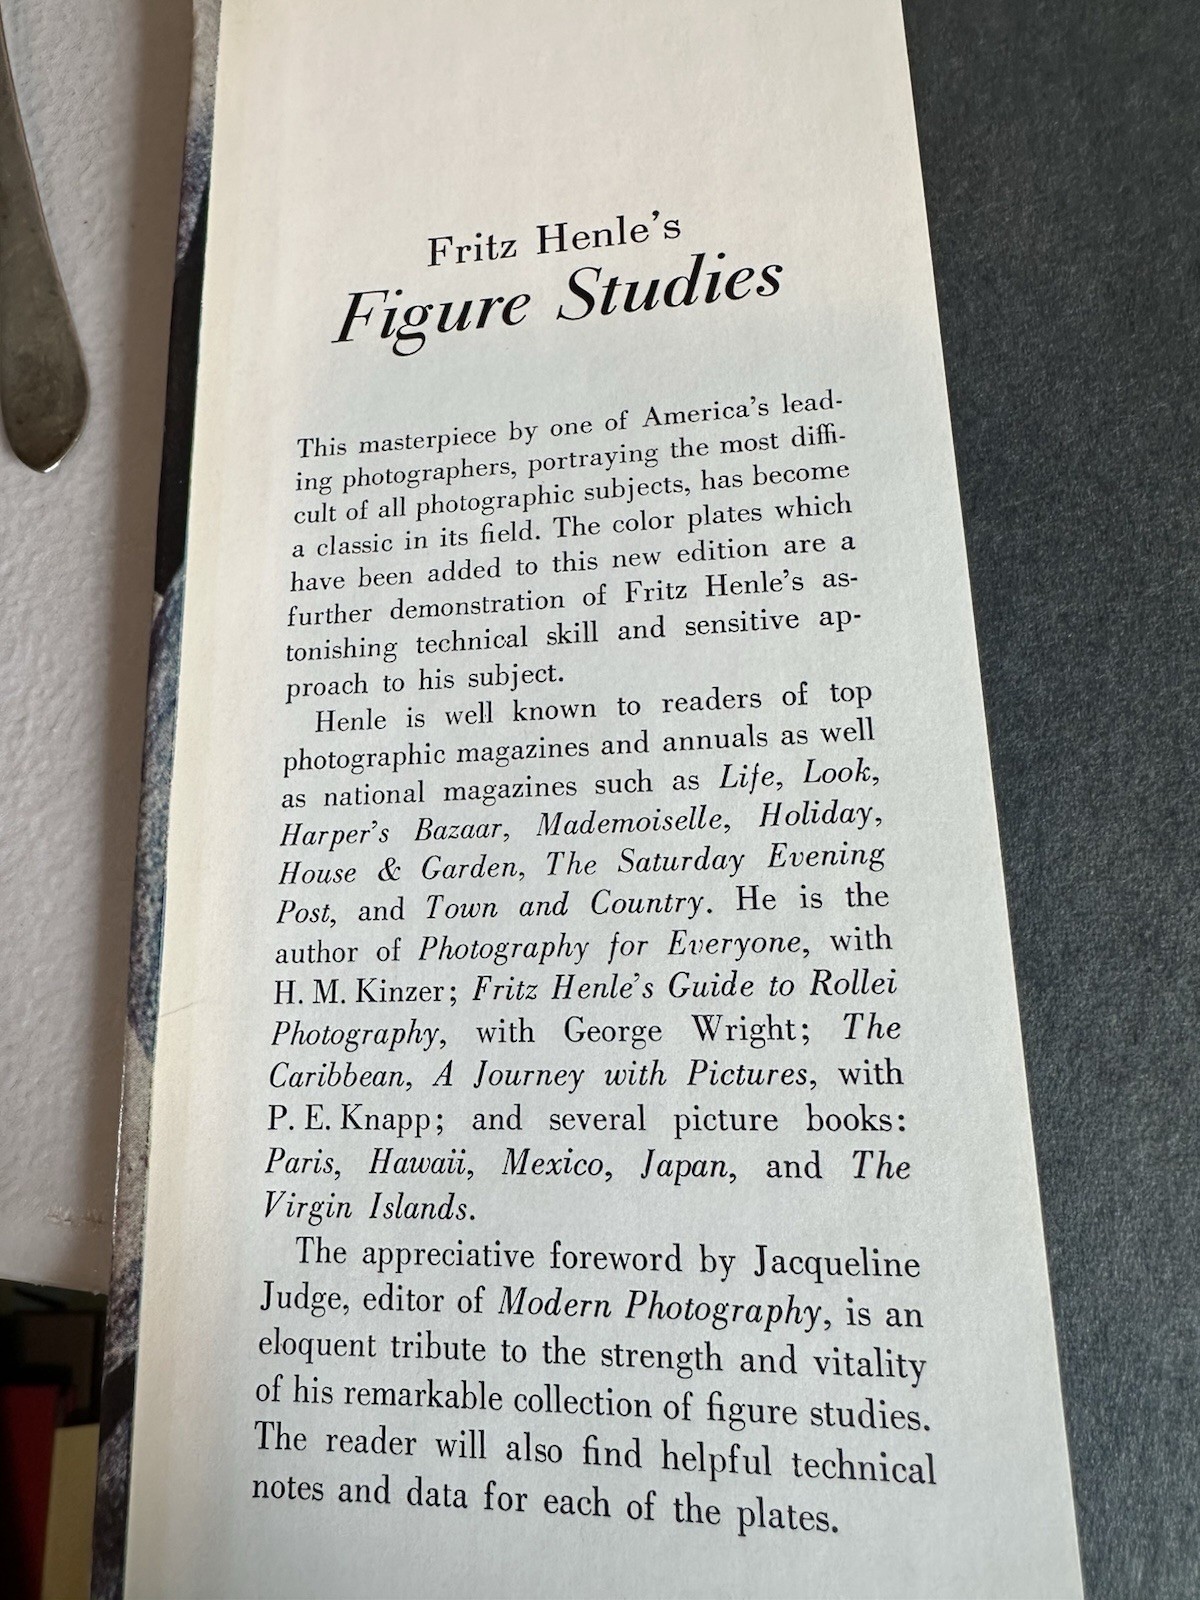 Fritz Henle's
Figure Studies
This masterpiece by one of America's lead-
ing photographers, portraying the most diffi-
cult of all photographic subjects, has become
a classic in its field. The color plates which
have been added to this new edition are a
further demonstration of Fritz Henle's as-
tonishing technical skill and sensitive ap-
proach to his subject.
Henle is well known to readers of top
photographic magazines and annuals as well
as national magazines such as Life, Look,
Harper's Bazaar, Mademoiselle, Holiday,
House & Garden, The Saturday Evening
Post, and Town and Country. He is the
author of Photography for Everyone, with
H. M. Kinzer; Fritz Henle's Guide to Rollei
Photography, with George Wright; The
Caribbean, A Journey with Pictures, with
P. E. Knapp; and several picture books:
Paris, Hawaii, Mexico, Japan, and The
Virgin Islands.
The appreciative foreword by Jacqueline
Judge, editor of Modern Photography, is an
eloquent tribute to the strength and vitality
of his remarkable collection of figure studies.
The reader will also find helpful technical
notes and data for each of the plates.